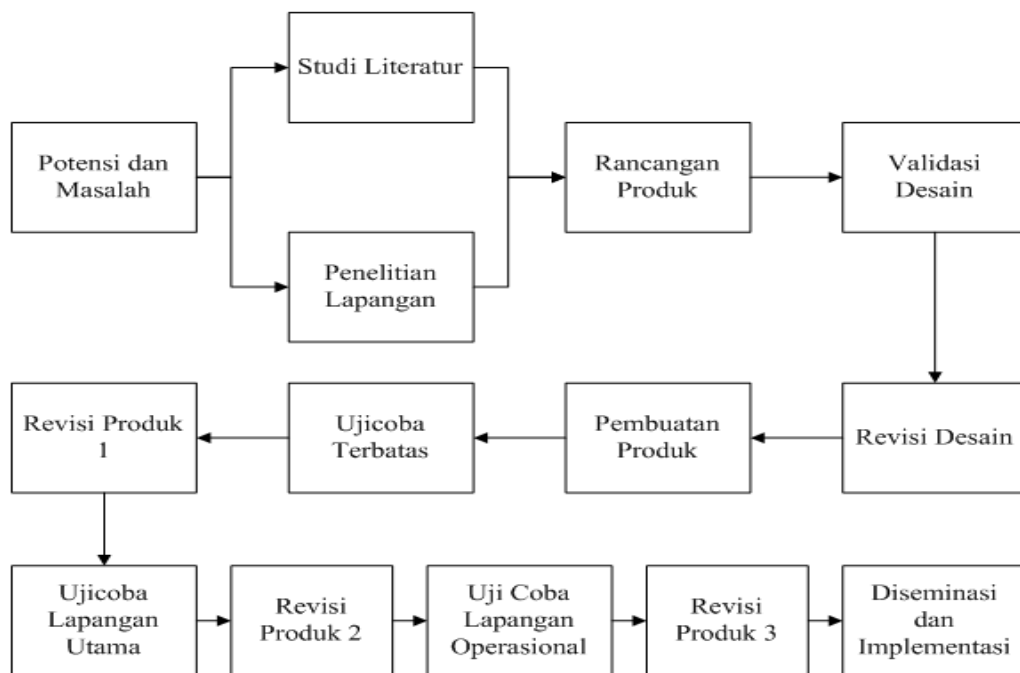 Studi Literatur
Potensi dan
Masalah
Penelitian
Lapangan
Rancangan
Produk
Validasi
Desain
Revisi Desain
Pembuatan
Produk
Ujicoba
Terbatas
Revisi Produk
1
Ujicoba
Lapangan
Utama
Revisi
Produk 2
Uji Coba
Lapangan
Operasional
Revisi
Produk 3
Diseminasi
dan
Implementasi